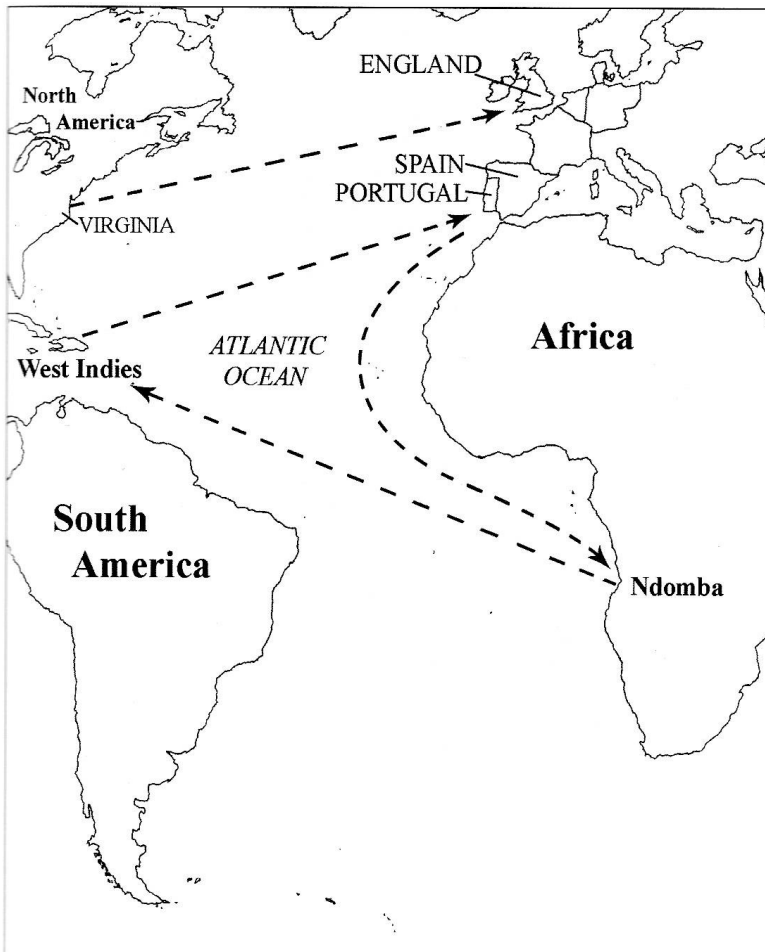 ENGLAND
North
America
SPAIN
PORTUGAL
VIRGINIA
ATLANTIC
OCEAN
Africa
West Indies
South
America
Ndomba